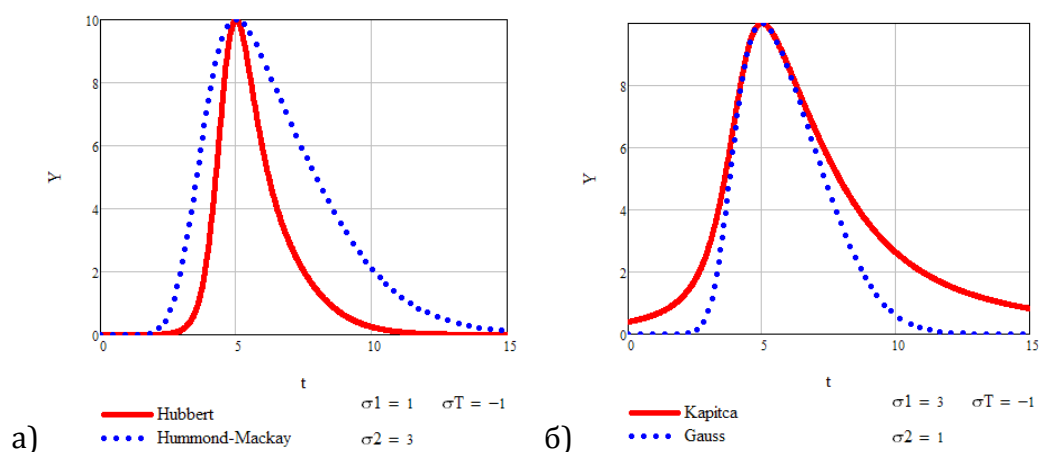 10
8
6
4
2
0
Y
0 5 10 15
t
Hubbert
Hummond-Mackay
σ1 = 1 σT = −1
σ2 = 3
а)
8
6
4
2
0
Y
0 5 10 15
t
Kapitca
Gauss
σ1 = 3 σT = −1
σ2 = 1
б)